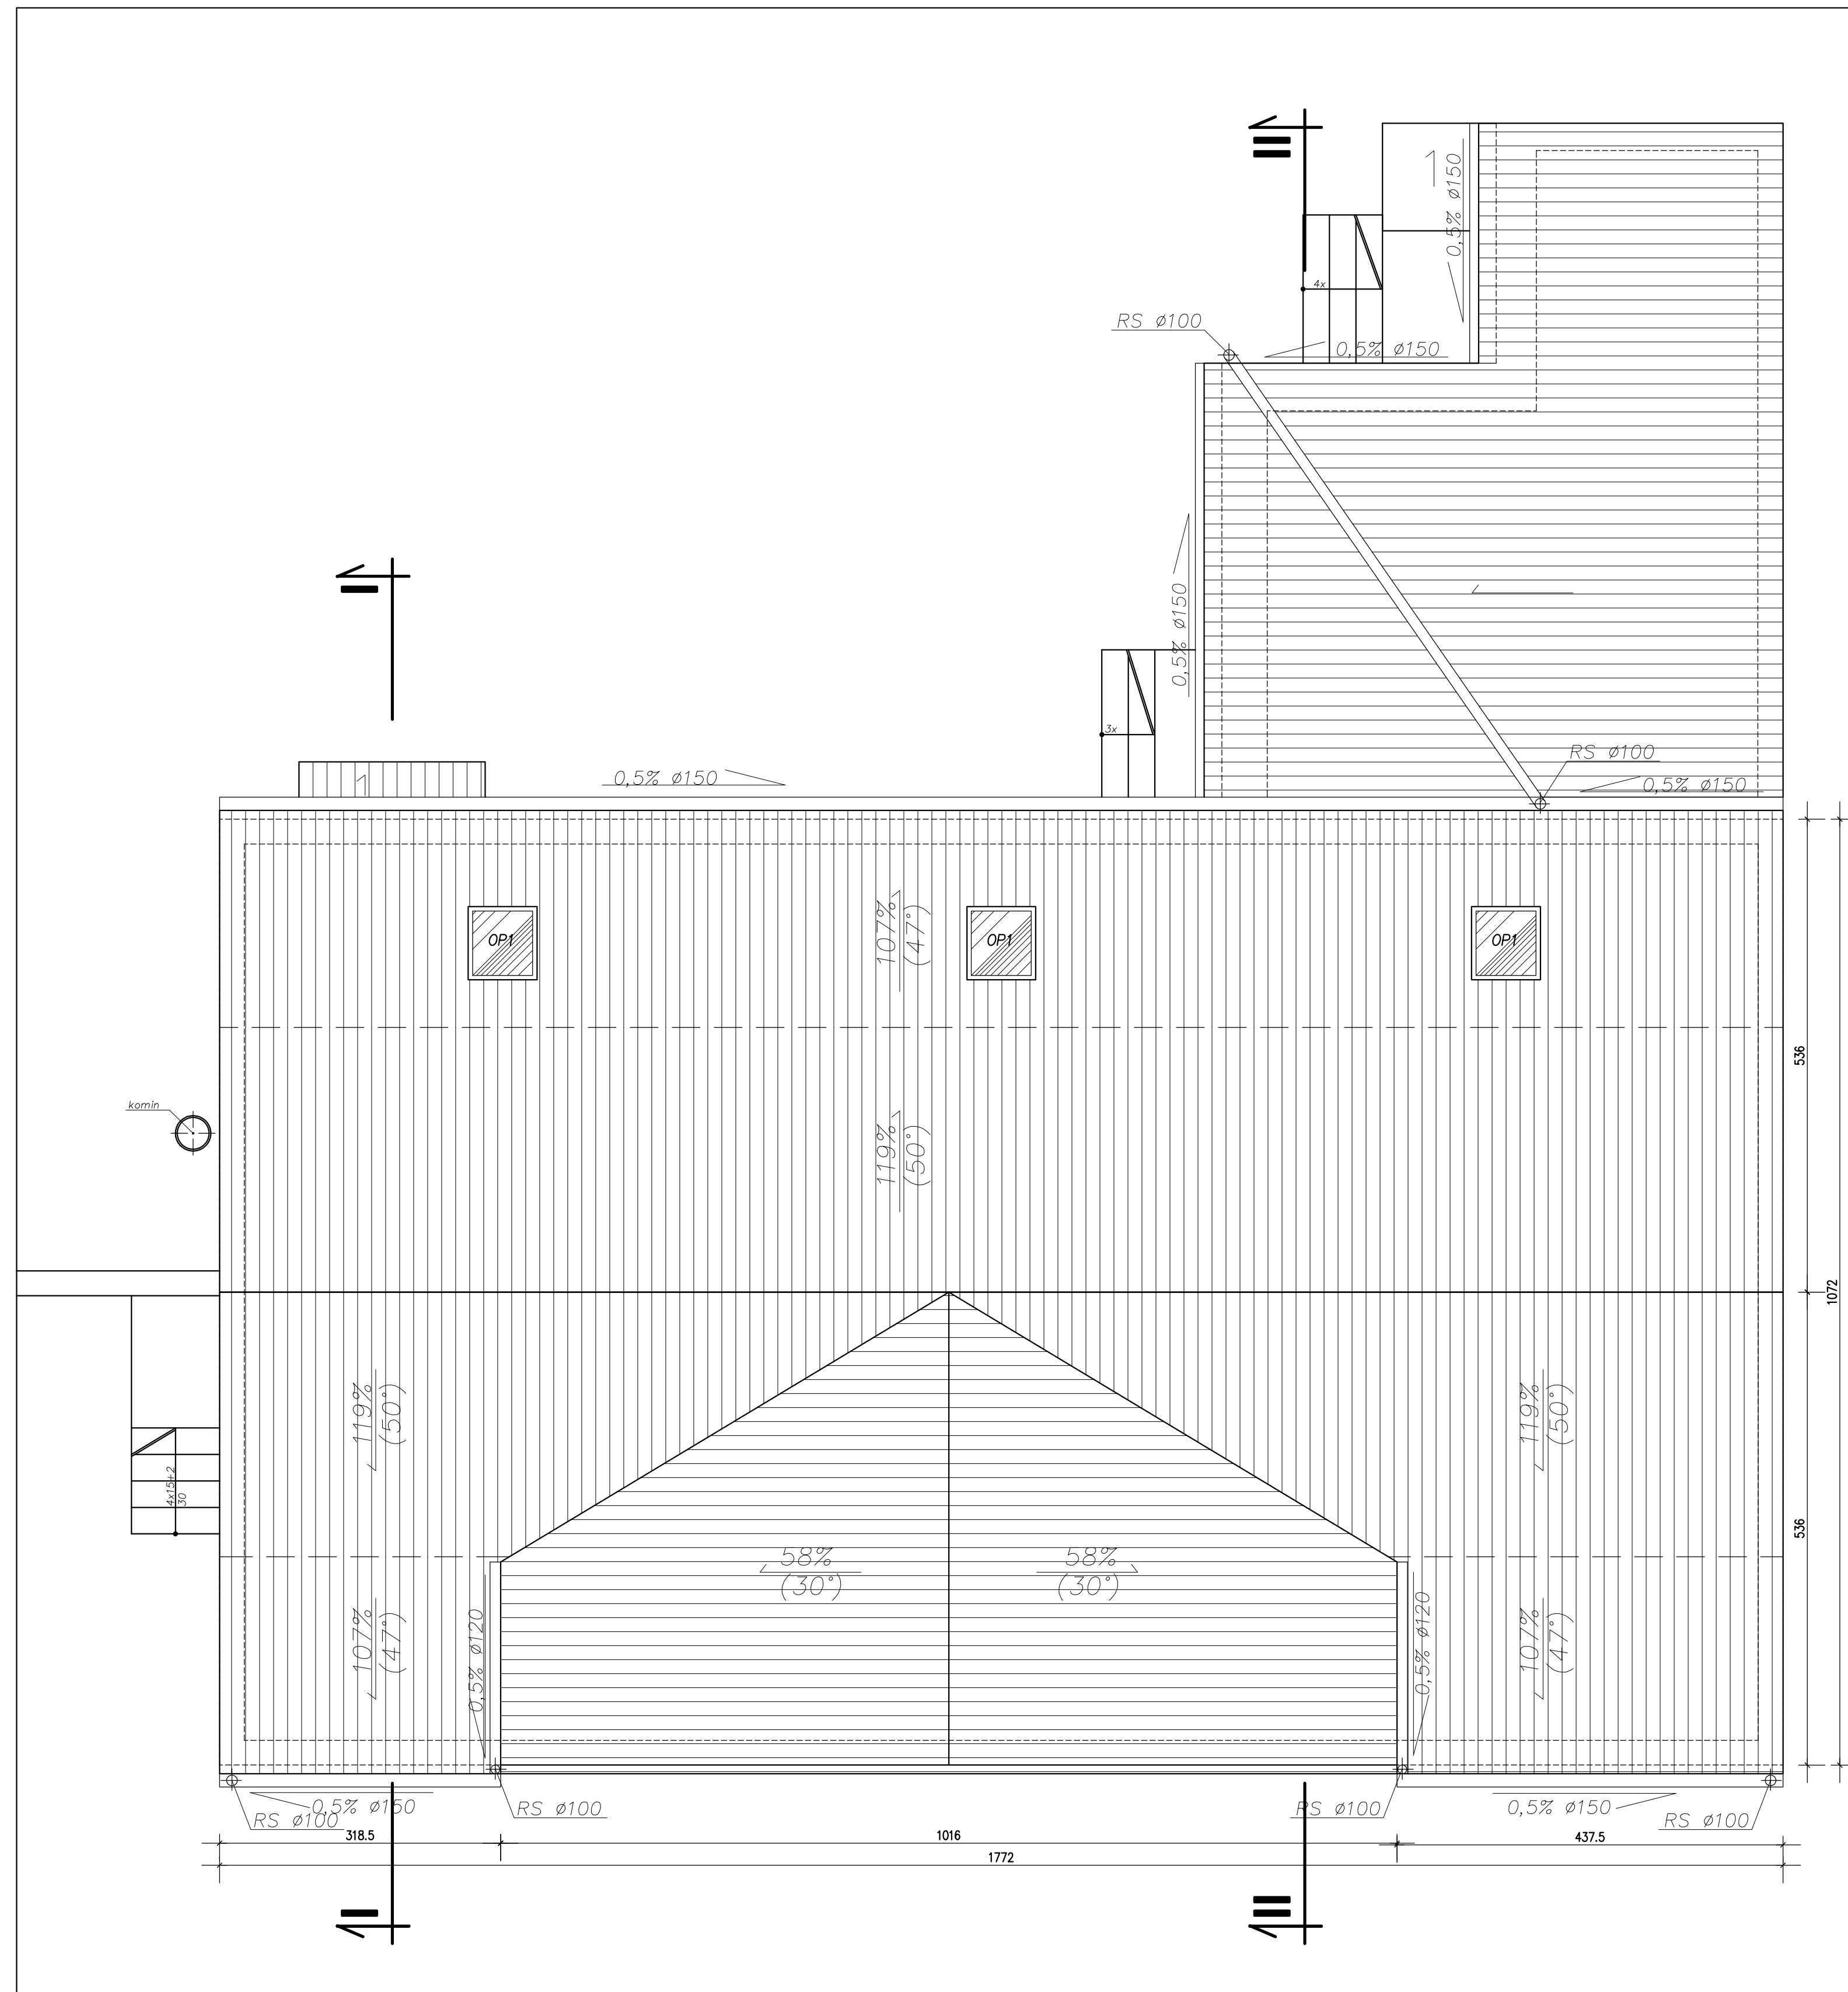 II
0,5% ø150
4x
RS ø100
0,5% ø150
I
0,5% ø150
3x
RS ø100
0,5% ø150
0,5% ø150
107%
(47°)
OP1
OP1
OP1
komin
119%
(50°)
536
1072
119%
(50°)
119%
(50°)
4x15+2
30
536
58%
(30°)
58%
(30°)
107%
(47°)
0,5% ø120
0,5% ø120
107%
(47°)
0,5% ø150
RS ø100
RS ø100
RS ø100
0,5% ø150
RS ø100
318.5
1016
437.5
1772
I
II